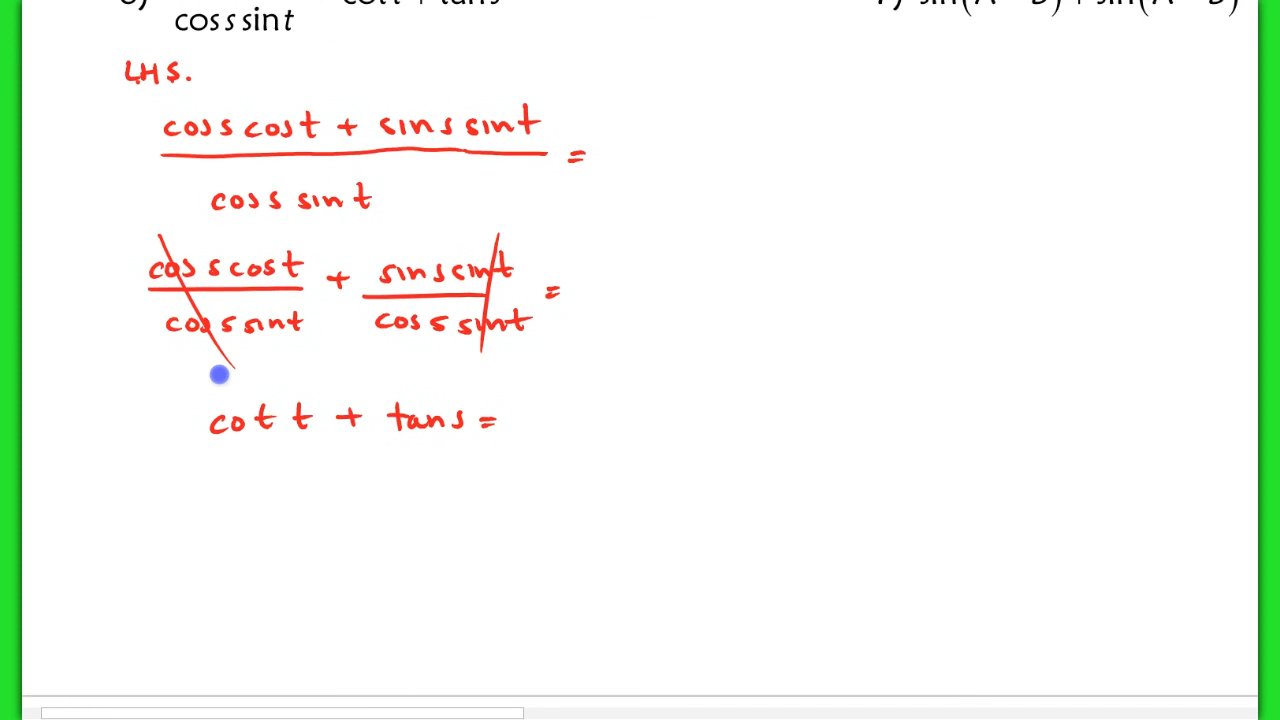 cos s sin t
LHS.
cos s cos t + sin s sin t
=
cos s sin t
cos s cos t + sin s sin t
=
cos s sin t cos s sin t
cot t + tan s =